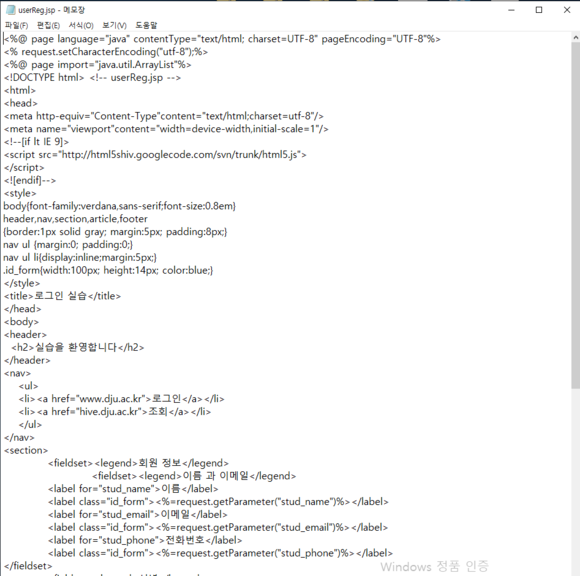 userReg.jsp - 메모장
파일(F) 편집(E) 서식(O) 보기(V) 도움말
<%@ page language="java" contentType="text/html; charset=UTF-8" pageEncoding="UTF-8"%>
<% request.setCharacterEncoding("utf-8");%>
<%@ page import="java.util.ArrayList"%>
<!DOCTYPE html> <!-- userReg.jsp -->
<html>
<head>
<meta http-equiv="Content-Type"content="text/html;charset=utf-8"/>
<meta name="viewport"content="width=device-width,initial-scale=1"/>
<!--[if lt IE 9]>
<script src="http://html5shiv.googlecode.com/svn/trunk/html5.js">
</script>
<![endif]-->
<style>
body{font-family:verdana,sans-serif;font-size:0.8em}
header,nav,section,article,footer
{border:1px solid gray; margin:5px; padding:8px;}
nav ul {margin:0; padding:0;}
nav ul li{display:inline;margin:5px;}
.id_form{width:100px; height:14px; color:blue;}
</style>
<title>로그인 실습</title>
</head>
<body>
<header>
<h2>실습을 환영합니다</h2>
</header>
<nav>
<ul>
<li><a href="www.dju.ac.kr">로그인</a></li>
<li><a href="hive.dju.ac.kr">조회</a></li>
</ul>
</nav>
<section>
<fieldset><legend>회원 정보</legend>
<fieldset><legend>이름 과 이메일</legend>
<label for="stud_name">이름</label>
<label class="id_form"><%=request.getParameter("stud_name")%></label>
<label for="stud_email">이메일</label>
<label class="id_form"><%=request.getParameter("stud_email")%></label>
<label for="stud_phone">전화번호</label>
<label class="id_form"><%=request.getParameter("stud_phone")%></label>
</fieldset>
Windows 정품 인증